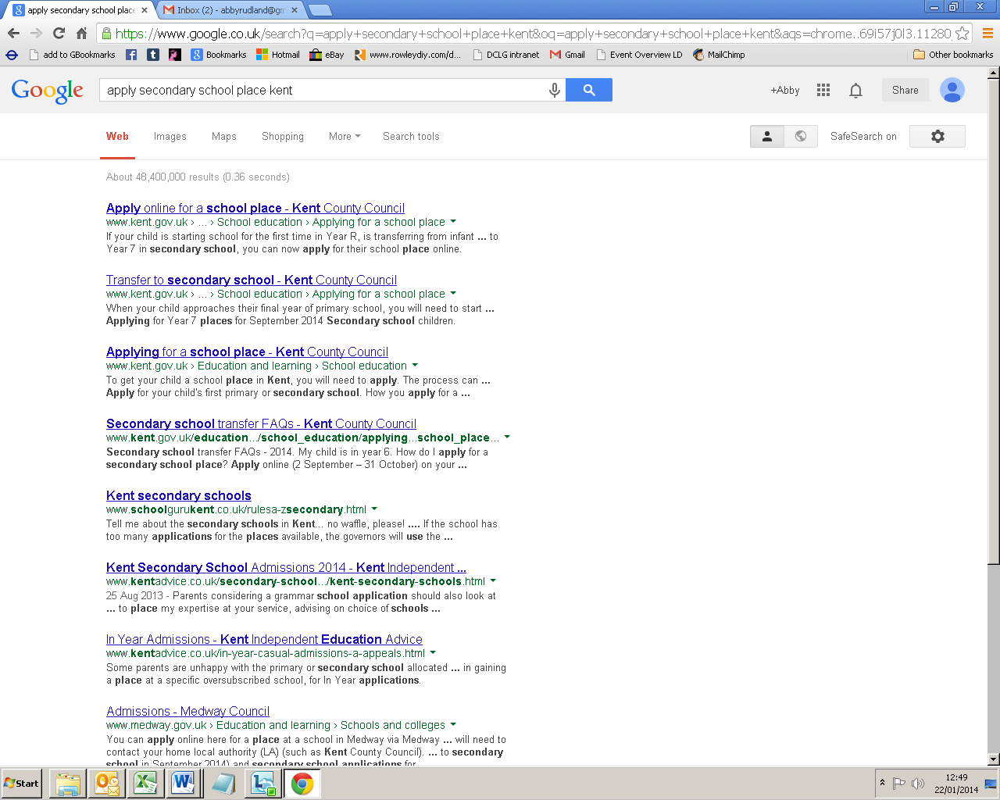 apply secondary school place
Inbox (2) - abbyrudland@gm
https://www.google.co.uk/search?q=apply+secondary+school+place+kent&oq=apply+secondary+school+place+kent&aqs=chrome..69i57j0l3.11280
add to GBookmarks
Bookmarks
Hotmail
eBay
www.rowleydiy.com/d...
DCLG intranet
Gmail
Event Overview LD
MailChimp
Other bookmarks
Google
apply secondary school place kent
+Abby
Share
Web Images Maps Shopping More Search tools
SafeSearch on
About 48,400,000 results (0.36 seconds)
Apply online for a school place - Kent County Council
www.kent.gov.uk › ... › School education › Applying for a school place
If your child is starting school for the first time in Year R, is transferring from infant ... to
Year 7 in secondary school, you can now apply for their school place online.
Transfer to secondary school - Kent County Council
www.kent.gov.uk › ... › School education › Applying for a school place
When your child approaches their final year of primary school, you will need to start ...
Applying for Year 7 places for September 2014 Secondary school children.
Applying for a school place - Kent County Council
www.kent.gov.uk › Education and learning › School education
To get your child a school place in Kent, you will need to apply. The process can ...
Apply for your child's first primary or secondary school. How you apply for a ...
Secondary school transfer FAQs - Kent County Council
www.kent.gov.uk/education.../school_education/applying...school_place...
Secondary school transfer FAQs - 2014. My child is in year 6. How do I apply for a
secondary school place? Apply online (2 September – 31 October) on your ...
Kent secondary schools
www.schoolgurukent.co.uk/rulesa-zsecondary.html
Tell me about the secondary schools in Kent... no waffle, please! .... If the school has
too many applications for the places available, the governors will use the ...
Kent Secondary School Admissions 2014 - Kent Independent ...
www.kentadvice.co.uk/secondary-school.../kent-secondary-schools.html
25 Aug 2013 - Parents considering a grammar school application should also look at
... to place my expertise at your service, advising on choice of schools ...
In Year Admissions - Kent Independent Education Advice
www.kentadvice.co.uk/in-year-casual-admissions-a-appeals.html
Some parents are unhappy with the primary or secondary school allocated ... in gaining
a place at a specific oversubscribed school, for In Year applications.
Admissions - Medway Council
www.medway.gov.uk › Education and learning › Schools and colleges
You can apply online here for a place at a school in Medway via Medway ... will need to
contact your home local authority (LA) (such as Kent County Council). ... to secondary
school in September 2014) and secondary school applications for
Start
12:49
22/01/2014